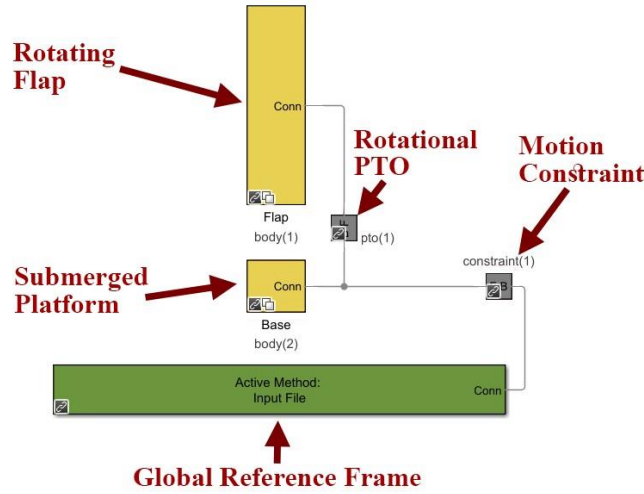 Rotating
Flap
Conn
Flap
body(1)
Rotational
PTO
pto(1)
Motion
Constraint
constraint(1)
B
Submerged
Platform
Conn
Base
body(2)
Active Method:
Input File
Conn
Global Reference Frame